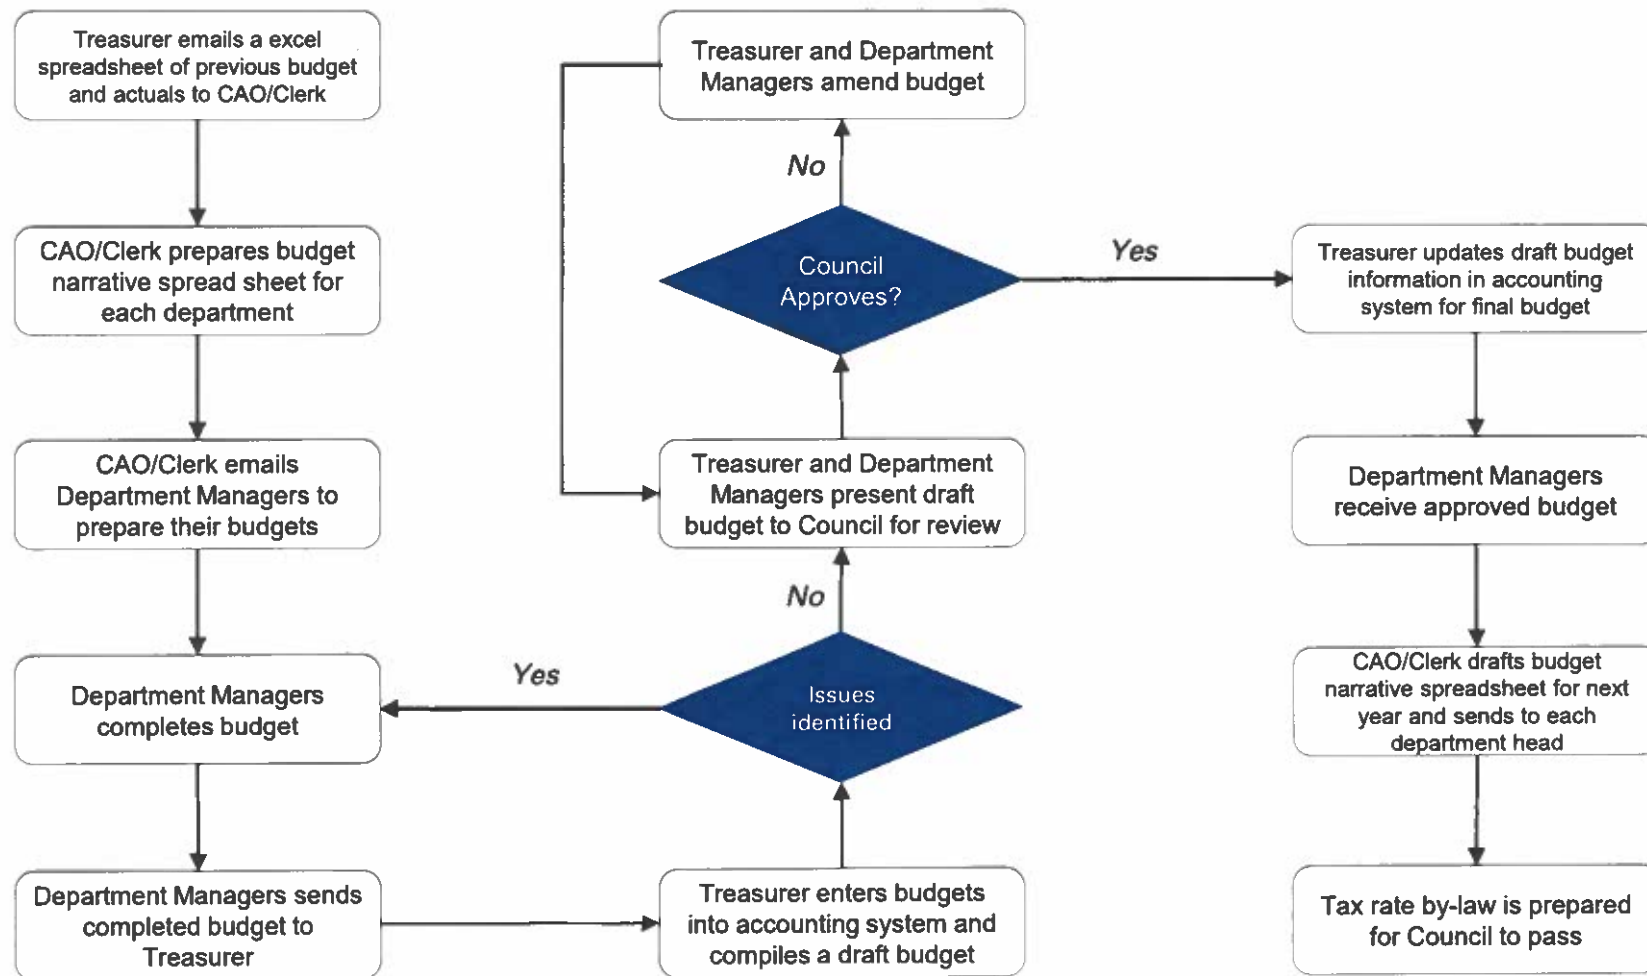 Treasurer emails a excel
spreadsheet of previous budget
and actuals to CAO/Clerk
CAO/Clerk prepares budget
narrative spread sheet for
each department
CAO/Clerk emails
Department Managers to
prepare their budgets
Department Managers
completes budget
Department Managers sends
completed budget to
Treasurer
Treasurer enters budgets
into accounting system and
compiles a draft budget
Issues
identified
Yes
No
Treasurer and Department
Managers present draft
budget to Council for review
Council
Approves?
No
Treasurer and Department
Managers amend budget
Yes
Treasurer updates draft budget
information in accounting
system for final budget
Department Managers
receive approved budget
CAO/Clerk drafts budget
narrative spreadsheet for next
year and sends to each
department head
Tax rate by-law is prepared
for Council to pass